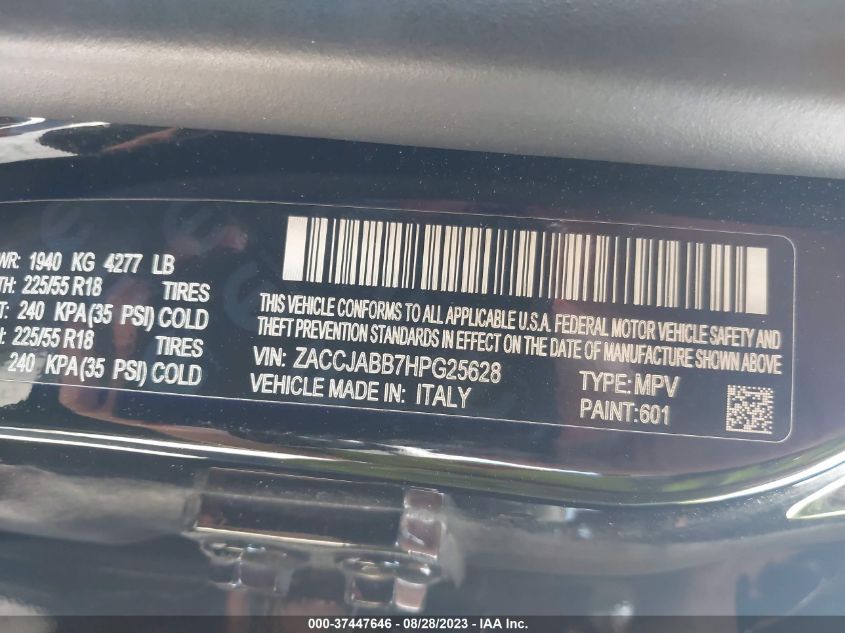 WR: 1940 KG 4277 LB
TH: 225/55 R18 TIRES
T: 240 KPA(35 PSI) COLD
: 225/55 R18 TIRES
240 KPA(35 PSI) COLD
THIS VEHICLE CONFORMS TO ALL APPLICABLE U.S.A. FEDERAL MOTOR VEHICLE SAFETY AND
THEFT PREVENTION STANDARDS IN EFFECT ON THE DATE OF MANUFACTURE SHOWN ABOVE
VIN: ZACCJABB7HPG25628 TYPE: MPV
VEHICLE MADE IN: ITALY PAINT:601
000-37447646 / 08/28/2023 - IAA Inc.